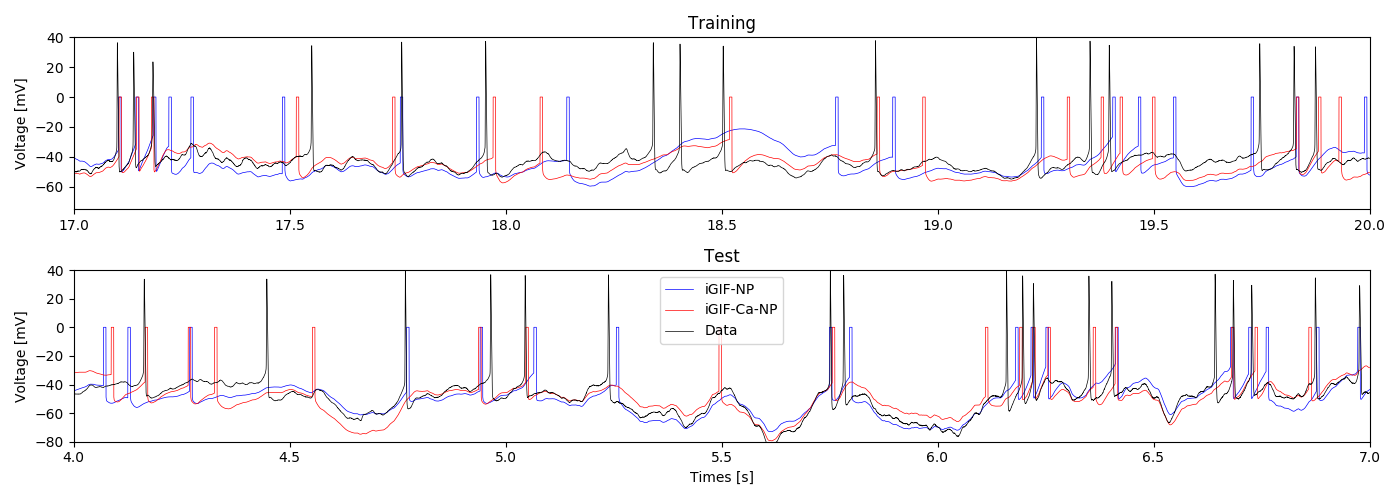 Training
Voltage [mV]
40
20
0
−20
−40
−60
17.0 17.5 18.0 18.5 19.0 19.5 20.0
Test
Voltage [mV]
40
20
0
−20
−40
−60
−80
iGIF-NP
iGIF-Ca-NP
Data
4.0 4.5 5.0 5.5 6.0 6.5 7.0
Times [s]